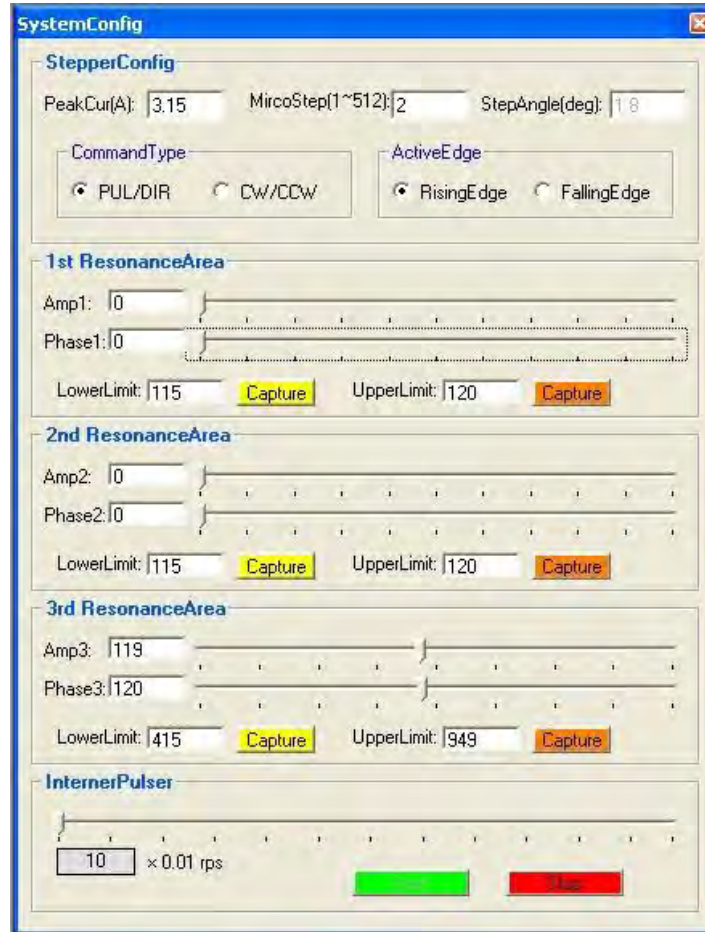 SystemConfig
StepperConfig
PeakCur(A): 3.15 MircoStep(1~512): 2 StepAngle(deg): 1.8
CommandType ActiveEdge
PUL/DIR CW/CCW RisingEdge FallingEdge
1st ResonanceArea
Amp1: 0
Phase1: 0
LowerLimit: 115 Capture UpperLimit: 120 Capture
2nd ResonanceArea
Amp2: 0
Phase2: 0
LowerLimit: 115 Capture UpperLimit: 120 Capture
3rd ResonanceArea
Amp3: 119
Phase3: 120
LowerLimit: 415 Capture UpperLimit: 949 Capture
InternerPulser
10 × 0.01 rps
Stop